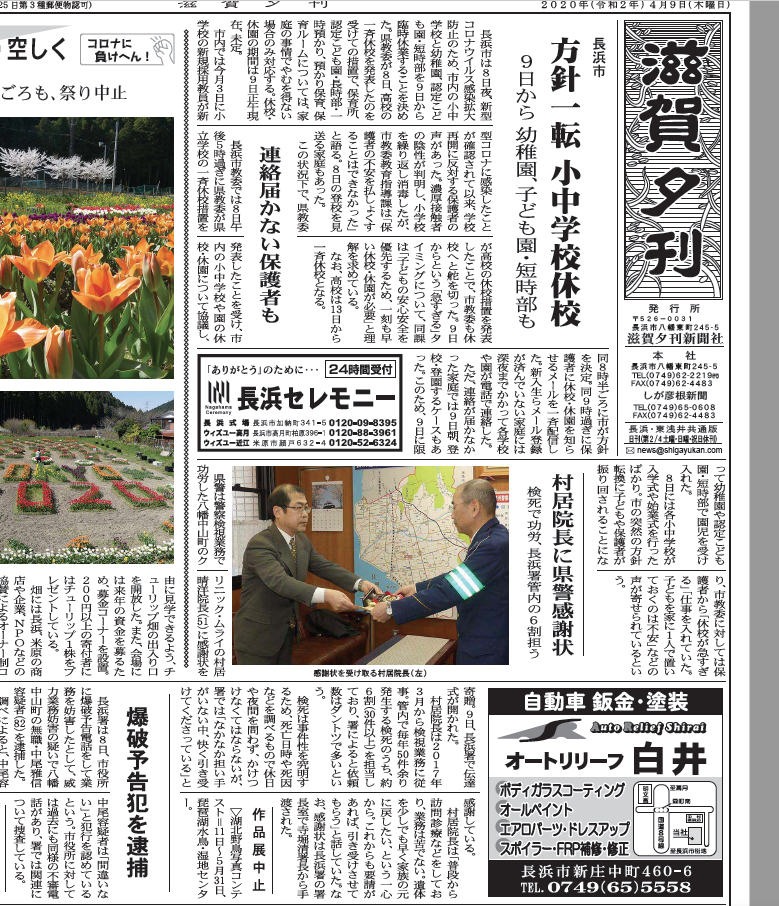 25日第3種郵便物認可)
滋賀夕刊
2020年(令和2年)4月9日(木曜日)
滋賀夕刊
発行所
〒526-0031
長浜市八幡東町245-5
滋賀夕刊新聞社
本社
長浜市八幡東町245-5
TEL(0749)62-2219㈹
FAX(0749)62-4483
しが彦根新聞
TEL(0749)65-0608
FAX(0749)62-4483
長浜・東浅井共通版
日刊(第2/4土曜・日曜・祝日休刊)
news@shigayukan.com
長浜市
方針一転 小中学校休校
9日から 幼稚園、子ども園・短時部も
長浜市は8日夜、新型
コロナウイルス感染拡大
防止のため、市内の小中
学校と幼稚園、認定こど
も園・短時部を9日から
臨時休業することを決め
た。県教委が8日、高校の
一斉休校を発表したのを
受けての措置で、保育所、
認定こども園・長時部、一
時預かり、預かり保育、保
育ルームについては、家
庭の事情でやむを得ない
場合のみ対応する。休校・
休園の期間は9日正午現
在、未定。
市内では今月3日に小
学校の新規採用教員が新
型コロナに感染したこと
が確認されて以来、学校
再開に反対する保護者の
声があった。濃厚接触者
の陰性が判明し、小学校
を繰り返し消毒したが、
市教委教育指導課は「保
護者の不安を払しょくす
ることはできなかった」
と語る。8日の登校を見
送る家庭もあった。
この状況下で、県教委
が高校の休校措置を発表
したことで、市教委も休
校へと舵を切った。9日
からという「急すぎる」タ
イミングについて、同課
は「子どもの安心安全を
優先するため、一刻も早
い休校・休園が必要」と理
解を求めている。
なお、高校は13日から
一斉休校となる。
連絡届かない保護者も
長浜市教委では8日午
後5時過ぎに県教委が県
立学校の一斉休校措置を
発表したことを受け、市
内の小中学校や園の休
校・休園について協議し、
同8時半ごろに市が方針
を決定。同9時過ぎに保
護者に休校・休園を知ら
せるメールを一斉配信し
た。新入生らメール登録
が済んでいない家庭には
深夜までかかって各学校
や園が電話で連絡した。
ただ、連絡が届かなか
った家庭では9日朝、登
校・登園するケースもあ
った。このため、9日に限
って幼稚園や認定こども
園・短時部で園児を受け
入れた。
8日には各小中学校が
入学式や始業式を行った
ばかり。市の突然の方針
転換に子どもや保護者が
振り回されることにな
り、市教委に対しては保
護者から「休校が急すぎ
る」「仕事を入れていた。
子どもを家に1人で置い
ておくのは不安」などの
声が寄せられているとい
う。
「ありがとう」のために・・・
24時間受付
Nagahama Ceremony
長浜セレモニー
長浜式場 長浜市加納町341-5 0120-09-8395
ウィズユー高月 長浜市高月町柏原396-1 0120-88-3961
ウィズユー近江 米原市顔戸632-4 0120-52-6324
村居院長に県警感謝状
検死で功労、長浜署管内の6割担う
感謝状を受け取る村居院長(左)
県警は警察検視業務で
功労した八幡中山町のク
リニック・ムライの村居
晴洋院長(51)に感謝状を
寄贈。9日、長浜署で伝達
式が開かれた。
村居院長は2017年
3月から検視業務に従
事。管内で毎年50件余り
発生する検死のうち、約
6割(30件以上)を担当し
ており、署によると依頼
数はダントツで多いとい
う。
検死は事件性を究明す
るため、死亡日時や死因
などを調べるもので休日
や夜間を問わず、かけつ
けなくてはならないが、
署では「なかなか担い手
がいない中、快く引き受
けてくださっている」と
感謝している。
村居院長は「普段から
訪問診療などをしてお
り、業務は苦でない。遺体
を少しでも早く家族の元
に戻したい、という一心
から。これからも要請が
あれば、引き受けさせて
もらう」と話していた。な
お、感謝状は長浜署の署
長室で寺堀清署長から手
渡された。
作品展中止
▽湖北野鳥写真コンテ
スト=11日～5月31日、
琵琶湖水鳥・湿地センタ
ー。
爆破予告犯を逮捕
長浜署は8日、市役所
に爆破予告電話をして業
務を妨害したとして、威
力業務妨害の疑いで八幡
中山町の無職・中尾雅信
容疑者(62)を逮捕した。
調べによると、中尾容
中尾容疑者は「間違いな
い」と犯行を認めている
という。市役所に対して
は過去にも同様の不審電
話があり、署では関連に
ついて捜査している。
空しく
コロナに負けへん!
ごろも、祭り中止
由に見学できるよう、チ
ューリップ畑の出入り口
を開放した。また、会場に
は来年の資金を募るた
め、募金コーナーを設置。
200円以上の寄付者に
はチューリップ1株をプ
レゼントしている。
畑には長浜、米原の商
店や企業、NPOなどの
協賛によるオーナー制コ
自動車 鈑金・塗装
Auto Relief Shirai
オートリリーフ 白井
ボディガラスコーティング
オールペイント
エアロパーツ・ドレスアップ
スポイラー・FRP補修・修正
至高月
森町南
国道8号線
当社
至長浜市街地
長浜市新庄中町460-6
TEL. 0749(65)5558